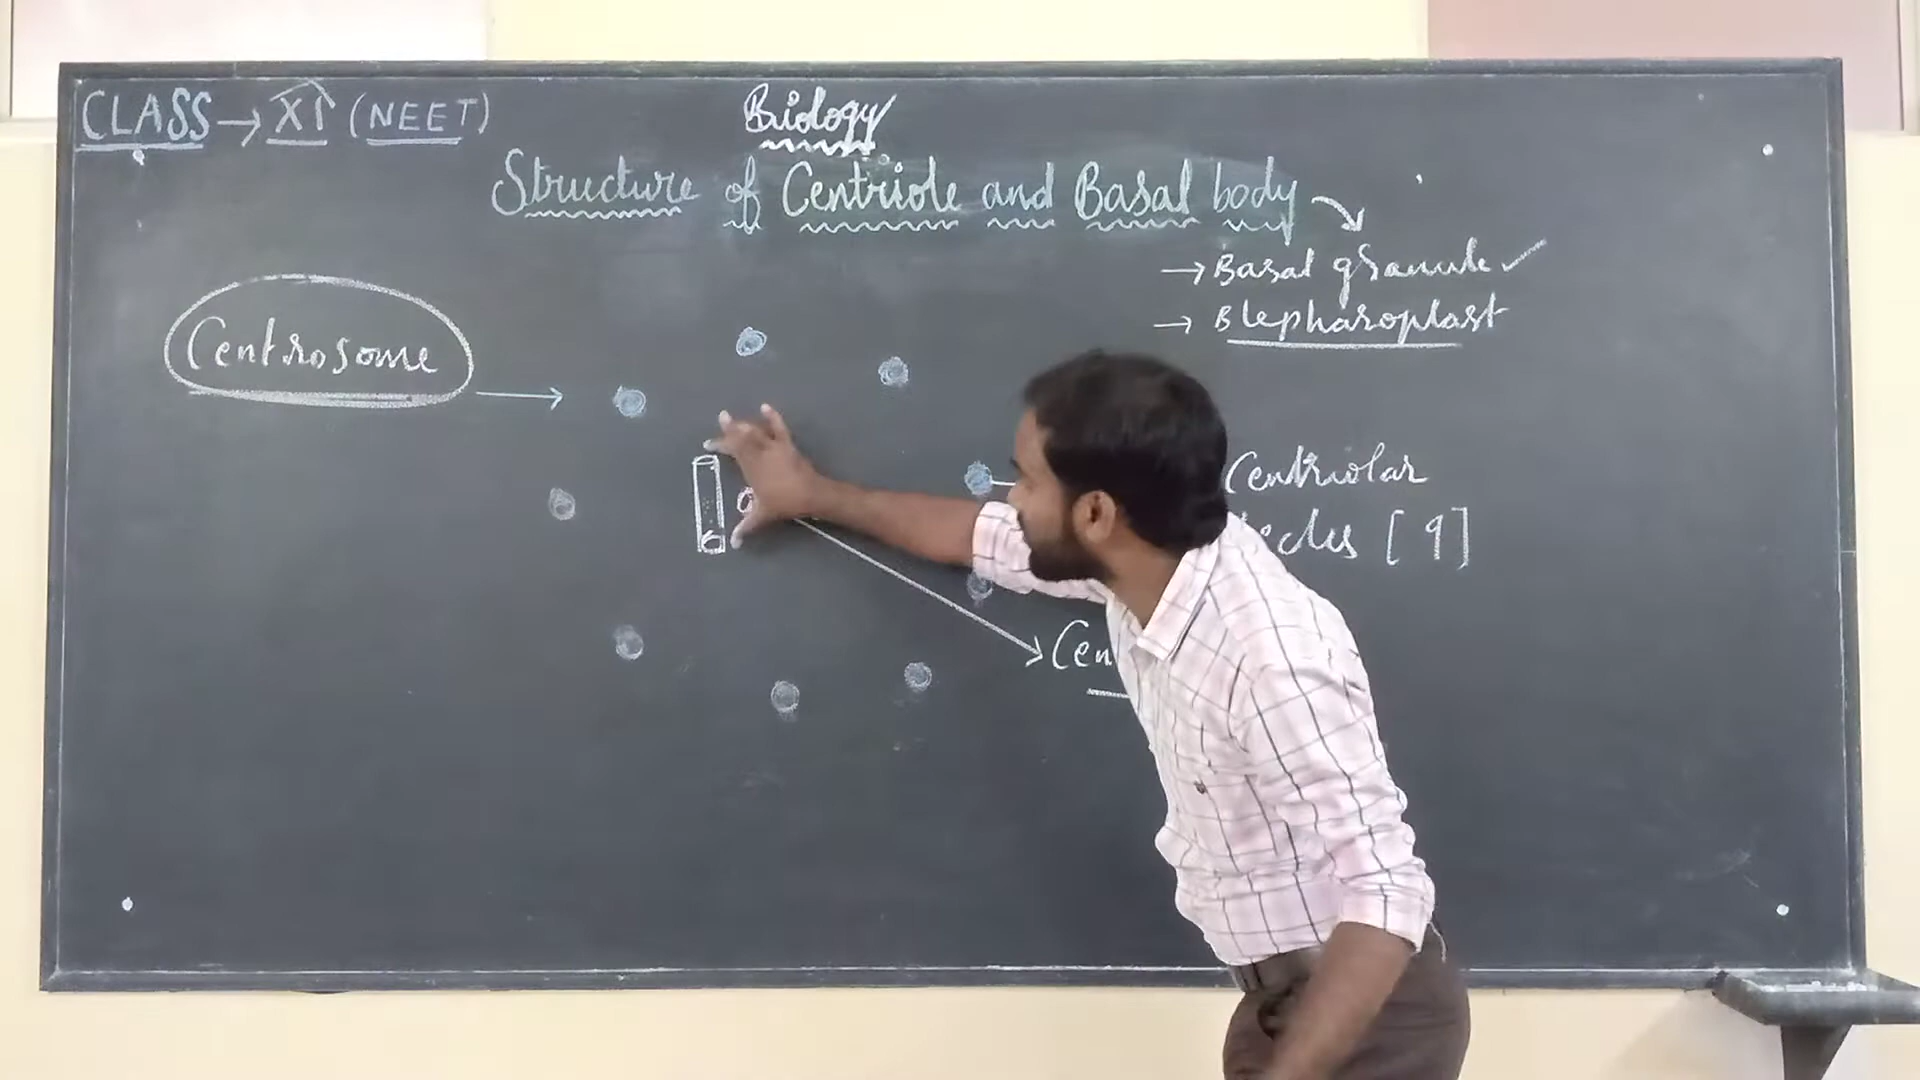 CLASS → XI (NEET)
Biology
Structure of Centriole and Basal body
→ Basal granule ✓
→ Blepharoplast
Centrosome →
Centriolar
[9]